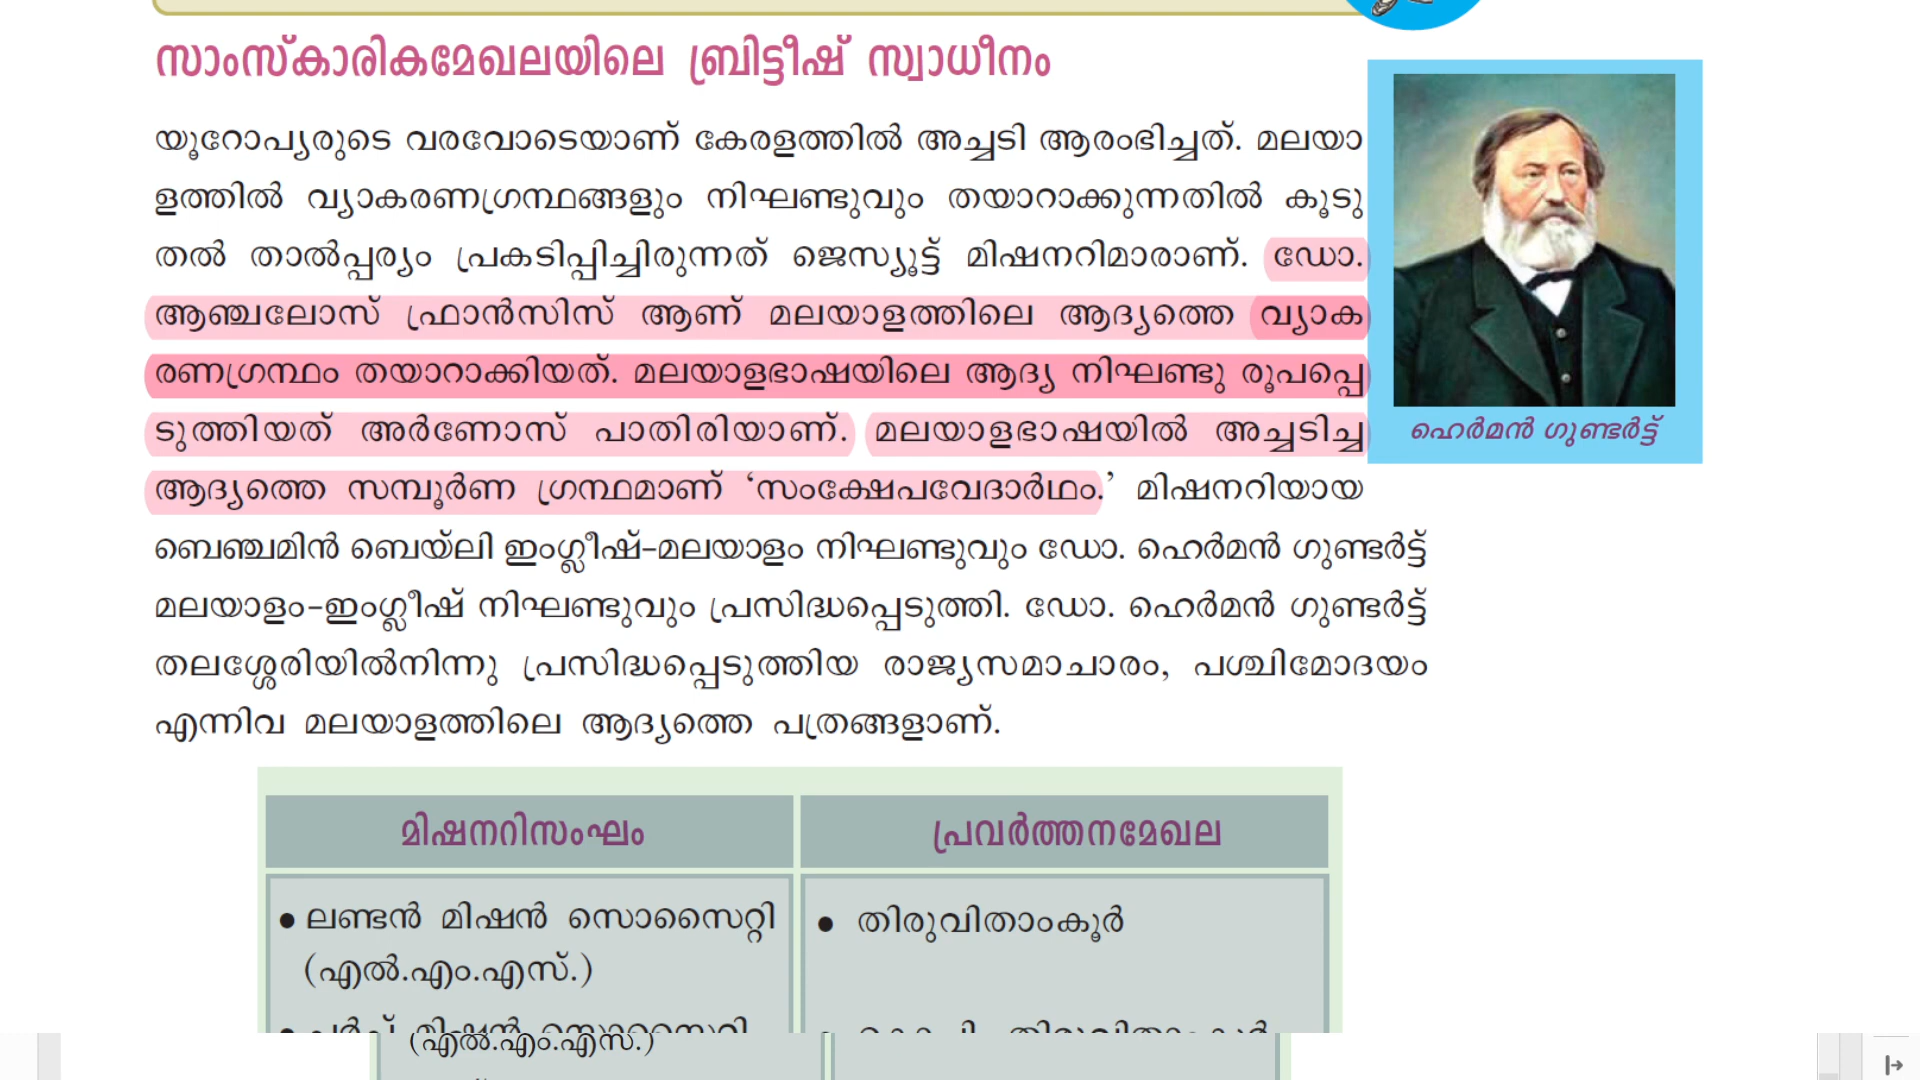 സാംസ്കാരികമേഖലയിലെ ബ്രിട്ടീഷ് സ്വാധീനം
യൂറോപ്യരുടെ വരവോടെയാണ് കേരളത്തിൽ അച്ചടി ആരംഭിച്ചത്. മലയാ
ളത്തിൽ വ്യാകരണഗ്രന്ഥങ്ങളും നിഘണ്ടുവും തയാറാക്കുന്നതിൽ കൂടു
തൽ താൽപ്പര്യം പ്രകടിപ്പിച്ചിരുന്നത് ജെസ്യൂട്ട് മിഷനറിമാരാണ്. ഡോ.
ആഞ്ചലോസ് ഫ്രാൻസിസ് ആണ് മലയാളത്തിലെ ആദ്യത്തെ വ്യാക
രണഗ്രന്ഥം തയാറാക്കിയത്. മലയാളഭാഷയിലെ ആദ്യ നിഘണ്ടു രൂപപ്പെ
ടുത്തിയത് അർണോസ് പാതിരിയാണ്. മലയാളഭാഷയിൽ അച്ചടിച്ച
ആദ്യത്തെ സമ്പൂർണ ഗ്രന്ഥമാണ് ‘സംക്ഷേപവേദാർഥം.’ മിഷനറിയായ
ബെഞ്ചമിൻ ബെയ്‌ലി ഇംഗ്ലീഷ്-മലയാളം നിഘണ്ടുവും ഡോ. ഹെർമൻ ഗുണ്ടർട്ട്
മലയാളം-ഇംഗ്ലീഷ് നിഘണ്ടുവും പ്രസിദ്ധപ്പെടുത്തി. ഡോ. ഹെർമൻ ഗുണ്ടർട്ട്
തലശ്ശേരിയിൽനിന്നു പ്രസിദ്ധപ്പെടുത്തിയ രാജ്യസമാചാരം, പശ്ചിമോദയം
എന്നിവ മലയാളത്തിലെ ആദ്യത്തെ പത്രങ്ങളാണ്.
ഹെർമൻ ഗുണ്ടർട്ട്
മിഷനറിസംഘം
പ്രവർത്തനമേഖല
• ലണ്ടൻ മിഷൻ സൊസൈറ്റി
(എൽ.എം.എസ്.)
• തിരുവിതാംകൂർ
മിഷൻ സൊസൈറ്റി
തിരുവിതാംകൂർ
(എൽ.എം.എസ്.)